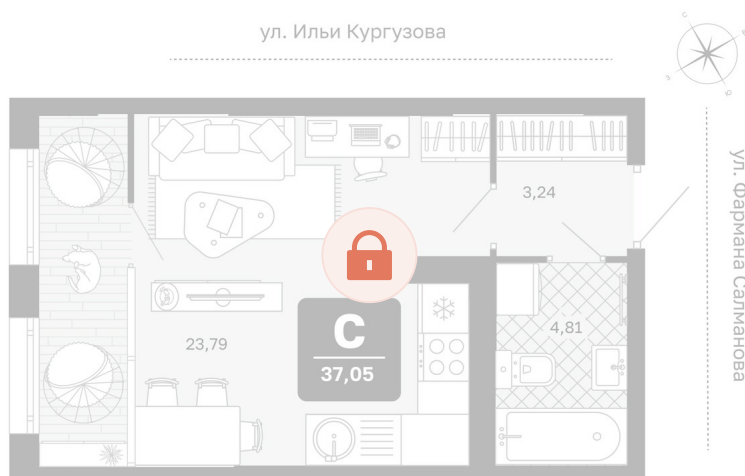 ул. Ильи Кургузова
С
В
З
Ю
ул. Фармана Салманова
3,24
4,81
23,79
С
37,05